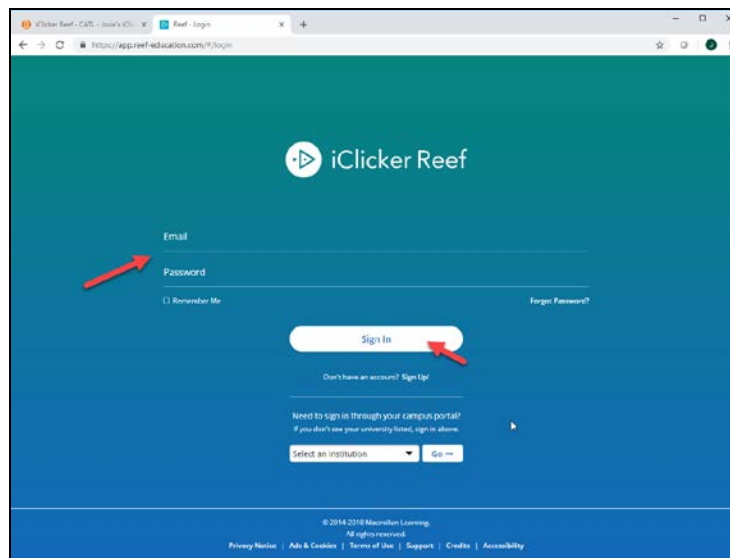 iClicker Reef - CATL - Josie's iCli
Reef - Login
https://app.reef-education.com/#/login
iClicker Reef
Email
Password
Remember Me
Forgot Password?
Sign In
Don't have an account? Sign Up!
Need to sign in through your campus portal?
If you don't see your university listed, sign in above.
Select an Institution
Go
© 2014-2018 Macmillan Learning.
All rights reserved.
Privacy Notice | Ads & Cookies | Terms of Use | Support | Credits | Accessibility